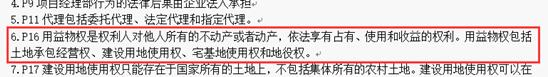 4.P9 项目经理部行为的法律后果由企业法人承担
5.P11 代理包括委托代理、法定代理和指定代理。
6.P16 用益物权是权利人对他人所有的不动产或者动产，依法享有占有、使用和收益的权利。用益物权包括
土地承包经营权、建设用地使用权、宅基地使用权和地役权。
7.P17 建设用地使用权只能存在于国家所有的土地上，不包括集体所有的农村土地。建设用地使用权可以在